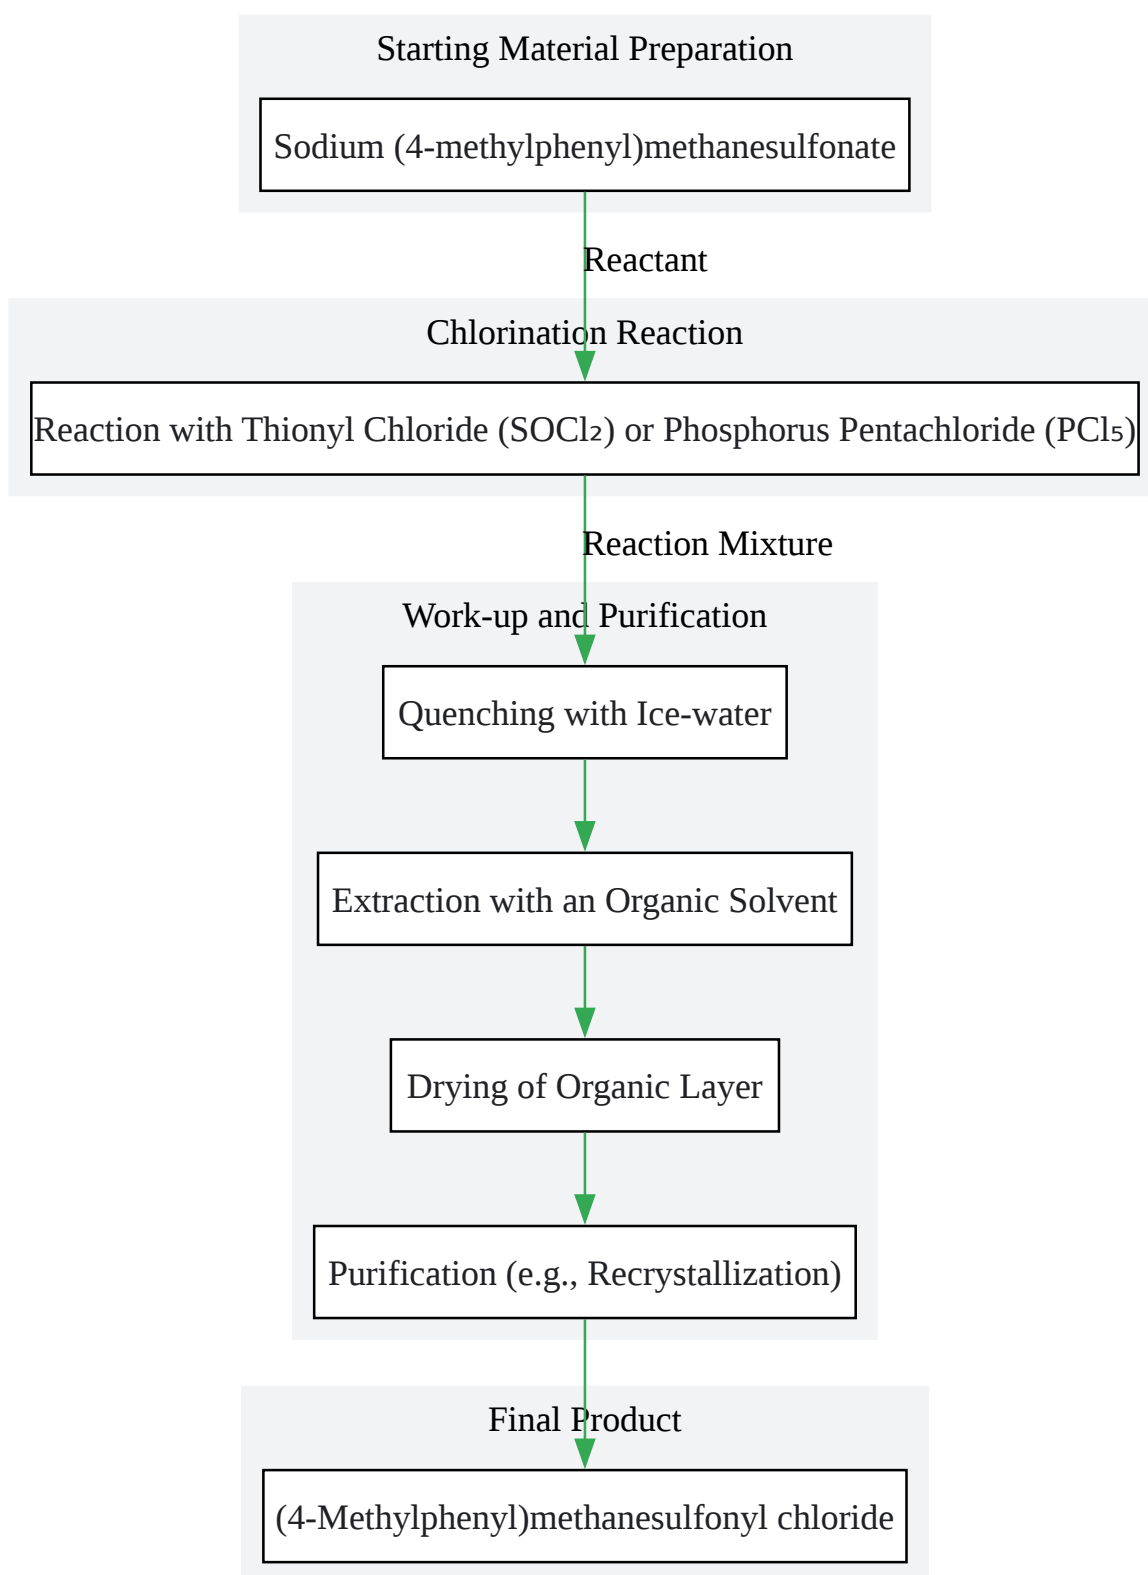 Starting Material Preparation
Sodium (4-methylphenyl)methanesulfonate
Reactant
Chlorination Reaction
Reaction with Thionyl Chloride (SOCl₂) or Phosphorus Pentachloride (PCl₅)
Reaction Mixture
Work-up and Purification
Quenching with Ice-water
Extraction with an Organic Solvent
Drying of Organic Layer
Purification (e.g., Recrystallization)
Final Product
(4-Methylphenyl)methanesulfonyl chloride